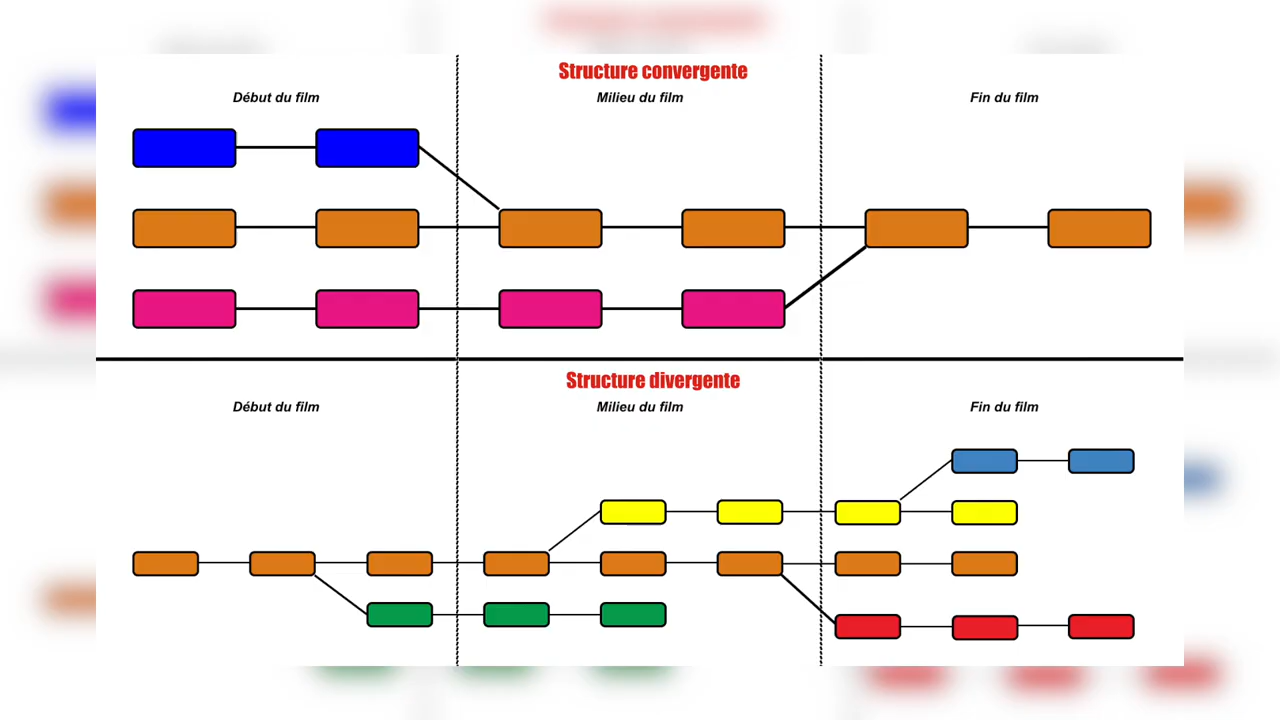 Structure convergente
Début du film
Milieu du film
Fin du film
Structure divergente
Début du film
Milieu du film
Fin du film